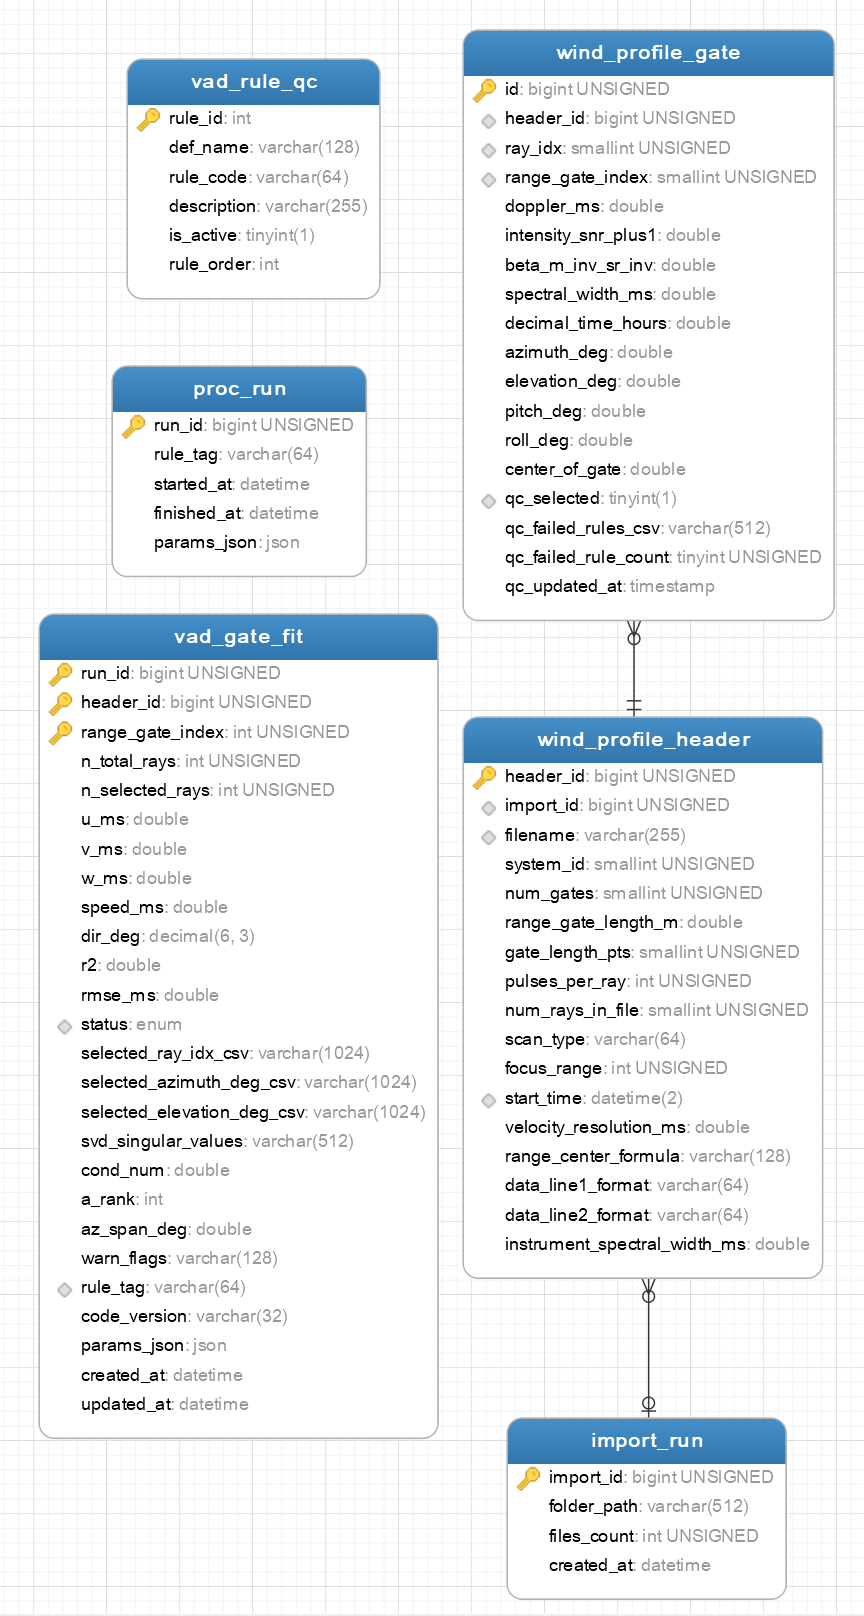 vad_rule_qc
rule_id: int
def_name: varchar(128)
rule_code: varchar(64)
description: varchar(255)
is_active: tinyint(1)
rule_order: int
proc_run
run_id: bigint UNSIGNED
rule_tag: varchar(64)
started_at: datetime
finished_at: datetime
params_json: json
vad_gate_fit
run_id: bigint UNSIGNED
header_id: bigint UNSIGNED
range_gate_index: int UNSIGNED
n_total_rays: int UNSIGNED
n_selected_rays: int UNSIGNED
u_ms: double
v_ms: double
w_ms: double
speed_ms: double
dir_deg: decimal(6, 3)
r2: double
rmse_ms: double
status: enum
selected_ray_idx_csv: varchar(1024)
selected_azimuth_deg_csv: varchar(1024)
selected_elevation_deg_csv: varchar(1024)
svd_singular_values: varchar(512)
cond_num: double
a_rank: int
az_span_deg: double
warn_flags: varchar(128)
rule_tag: varchar(64)
code_version: varchar(32)
params_json: json
created_at: datetime
updated_at: datetime
wind_profile_gate
id: bigint UNSIGNED
header_id: bigint UNSIGNED
ray_idx: smallint UNSIGNED
range_gate_index: smallint UNSIGNED
doppler_ms: double
intensity_snr_plus1: double
beta_m_inv_sr_inv: double
spectral_width_ms: double
decimal_time_hours: double
azimuth_deg: double
elevation_deg: double
pitch_deg: double
roll_deg: double
center_of_gate: double
qc_selected: tinyint(1)
qc_failed_rules_csv: varchar(512)
qc_failed_rule_count: tinyint UNSIGNED
qc_updated_at: timestamp
wind_profile_header
header_id: bigint UNSIGNED
import_id: bigint UNSIGNED
filename: varchar(255)
system_id: smallint UNSIGNED
num_gates: smallint UNSIGNED
range_gate_length_m: double
gate_length_pts: smallint UNSIGNED
pulses_per_ray: int UNSIGNED
num_rays_in_file: smallint UNSIGNED
scan_type: varchar(64)
focus_range: int UNSIGNED
start_time: datetime(2)
velocity_resolution_ms: double
range_center_formula: varchar(128)
data_line1_format: varchar(64)
data_line2_format: varchar(64)
instrument_spectral_width_ms: double
import_run
import_id: bigint UNSIGNED
folder_path: varchar(512)
files_count: int UNSIGNED
created_at: datetime